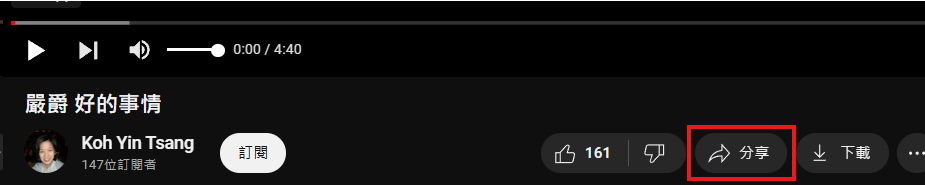 0:00 / 4:40
嚴爵 好的事情
Koh Yin Tsang
147位訂閱者
訂閱
161
分享
下載